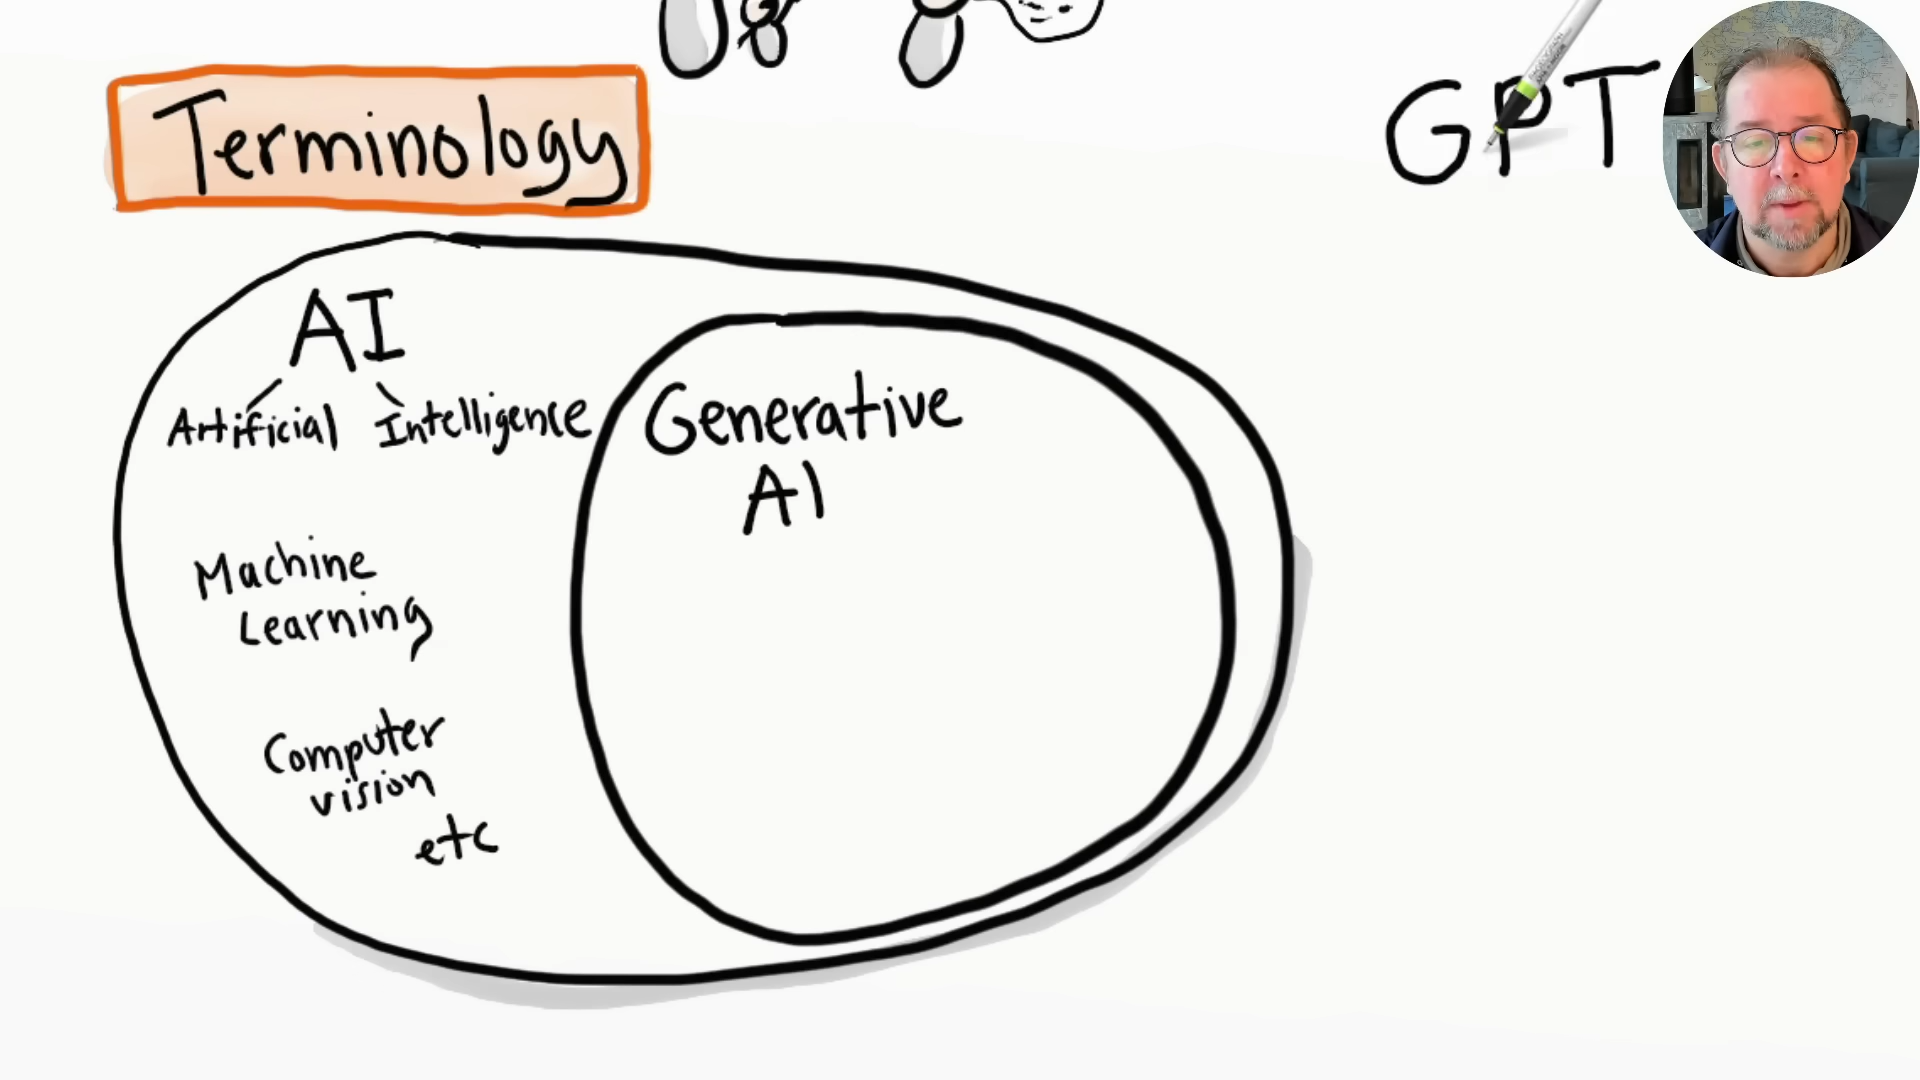 Terminology
GPT
AI
Artificial Intelligence
Generative
AI
Machine
Learning
Computer
vision
etc